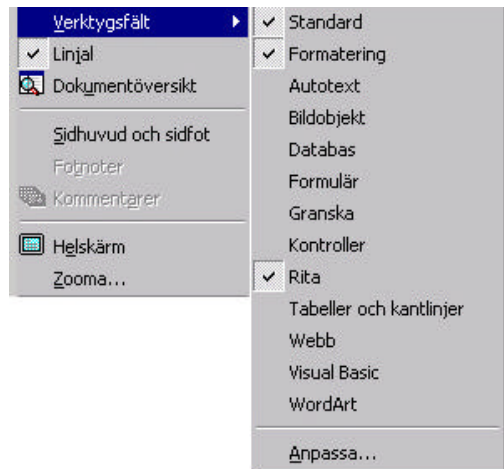 Verktygsfält
Linjal
Dokumentöversikt
Sidhuvud och sidfot
Fotnoter
Kommentarer
Helskärm
Zooma...
Standard
Formatering
Autotext
Bildobjekt
Databas
Formulär
Granska
Kontroller
Rita
Tabeller och kantlinjer
Webb
Visual Basic
WordArt
Anpassa...